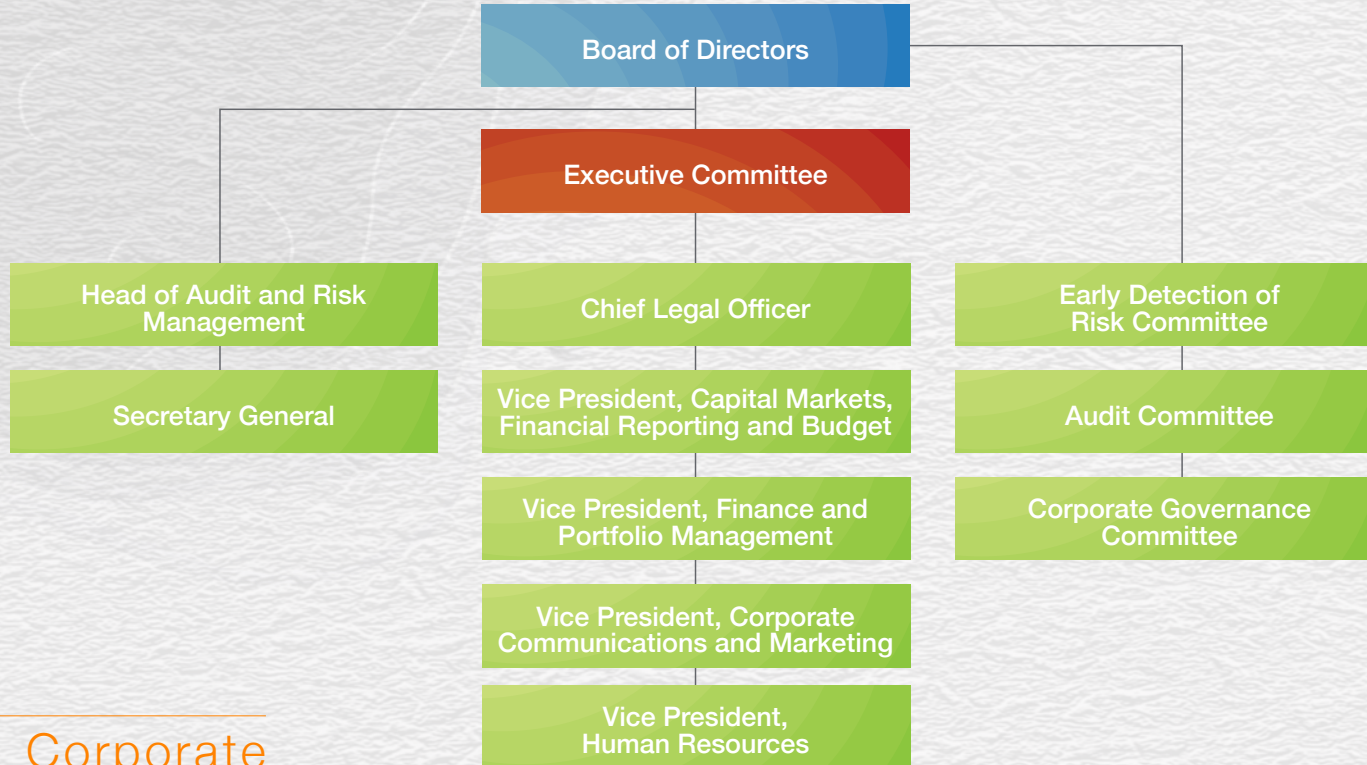 Board of Directors
Executive Committee
Head of Audit and Risk
Management
Secretary General
Chief Legal Officer
Vice President, Capital Markets,
Financial Reporting and Budget
Vice President, Finance and
Portfolio Management
Vice President, Corporate
Communications and Marketing
Vice President,
Human Resources
Early Detection of
Risk Committee
Audit Committee
Corporate Governance
Committee
Corporate